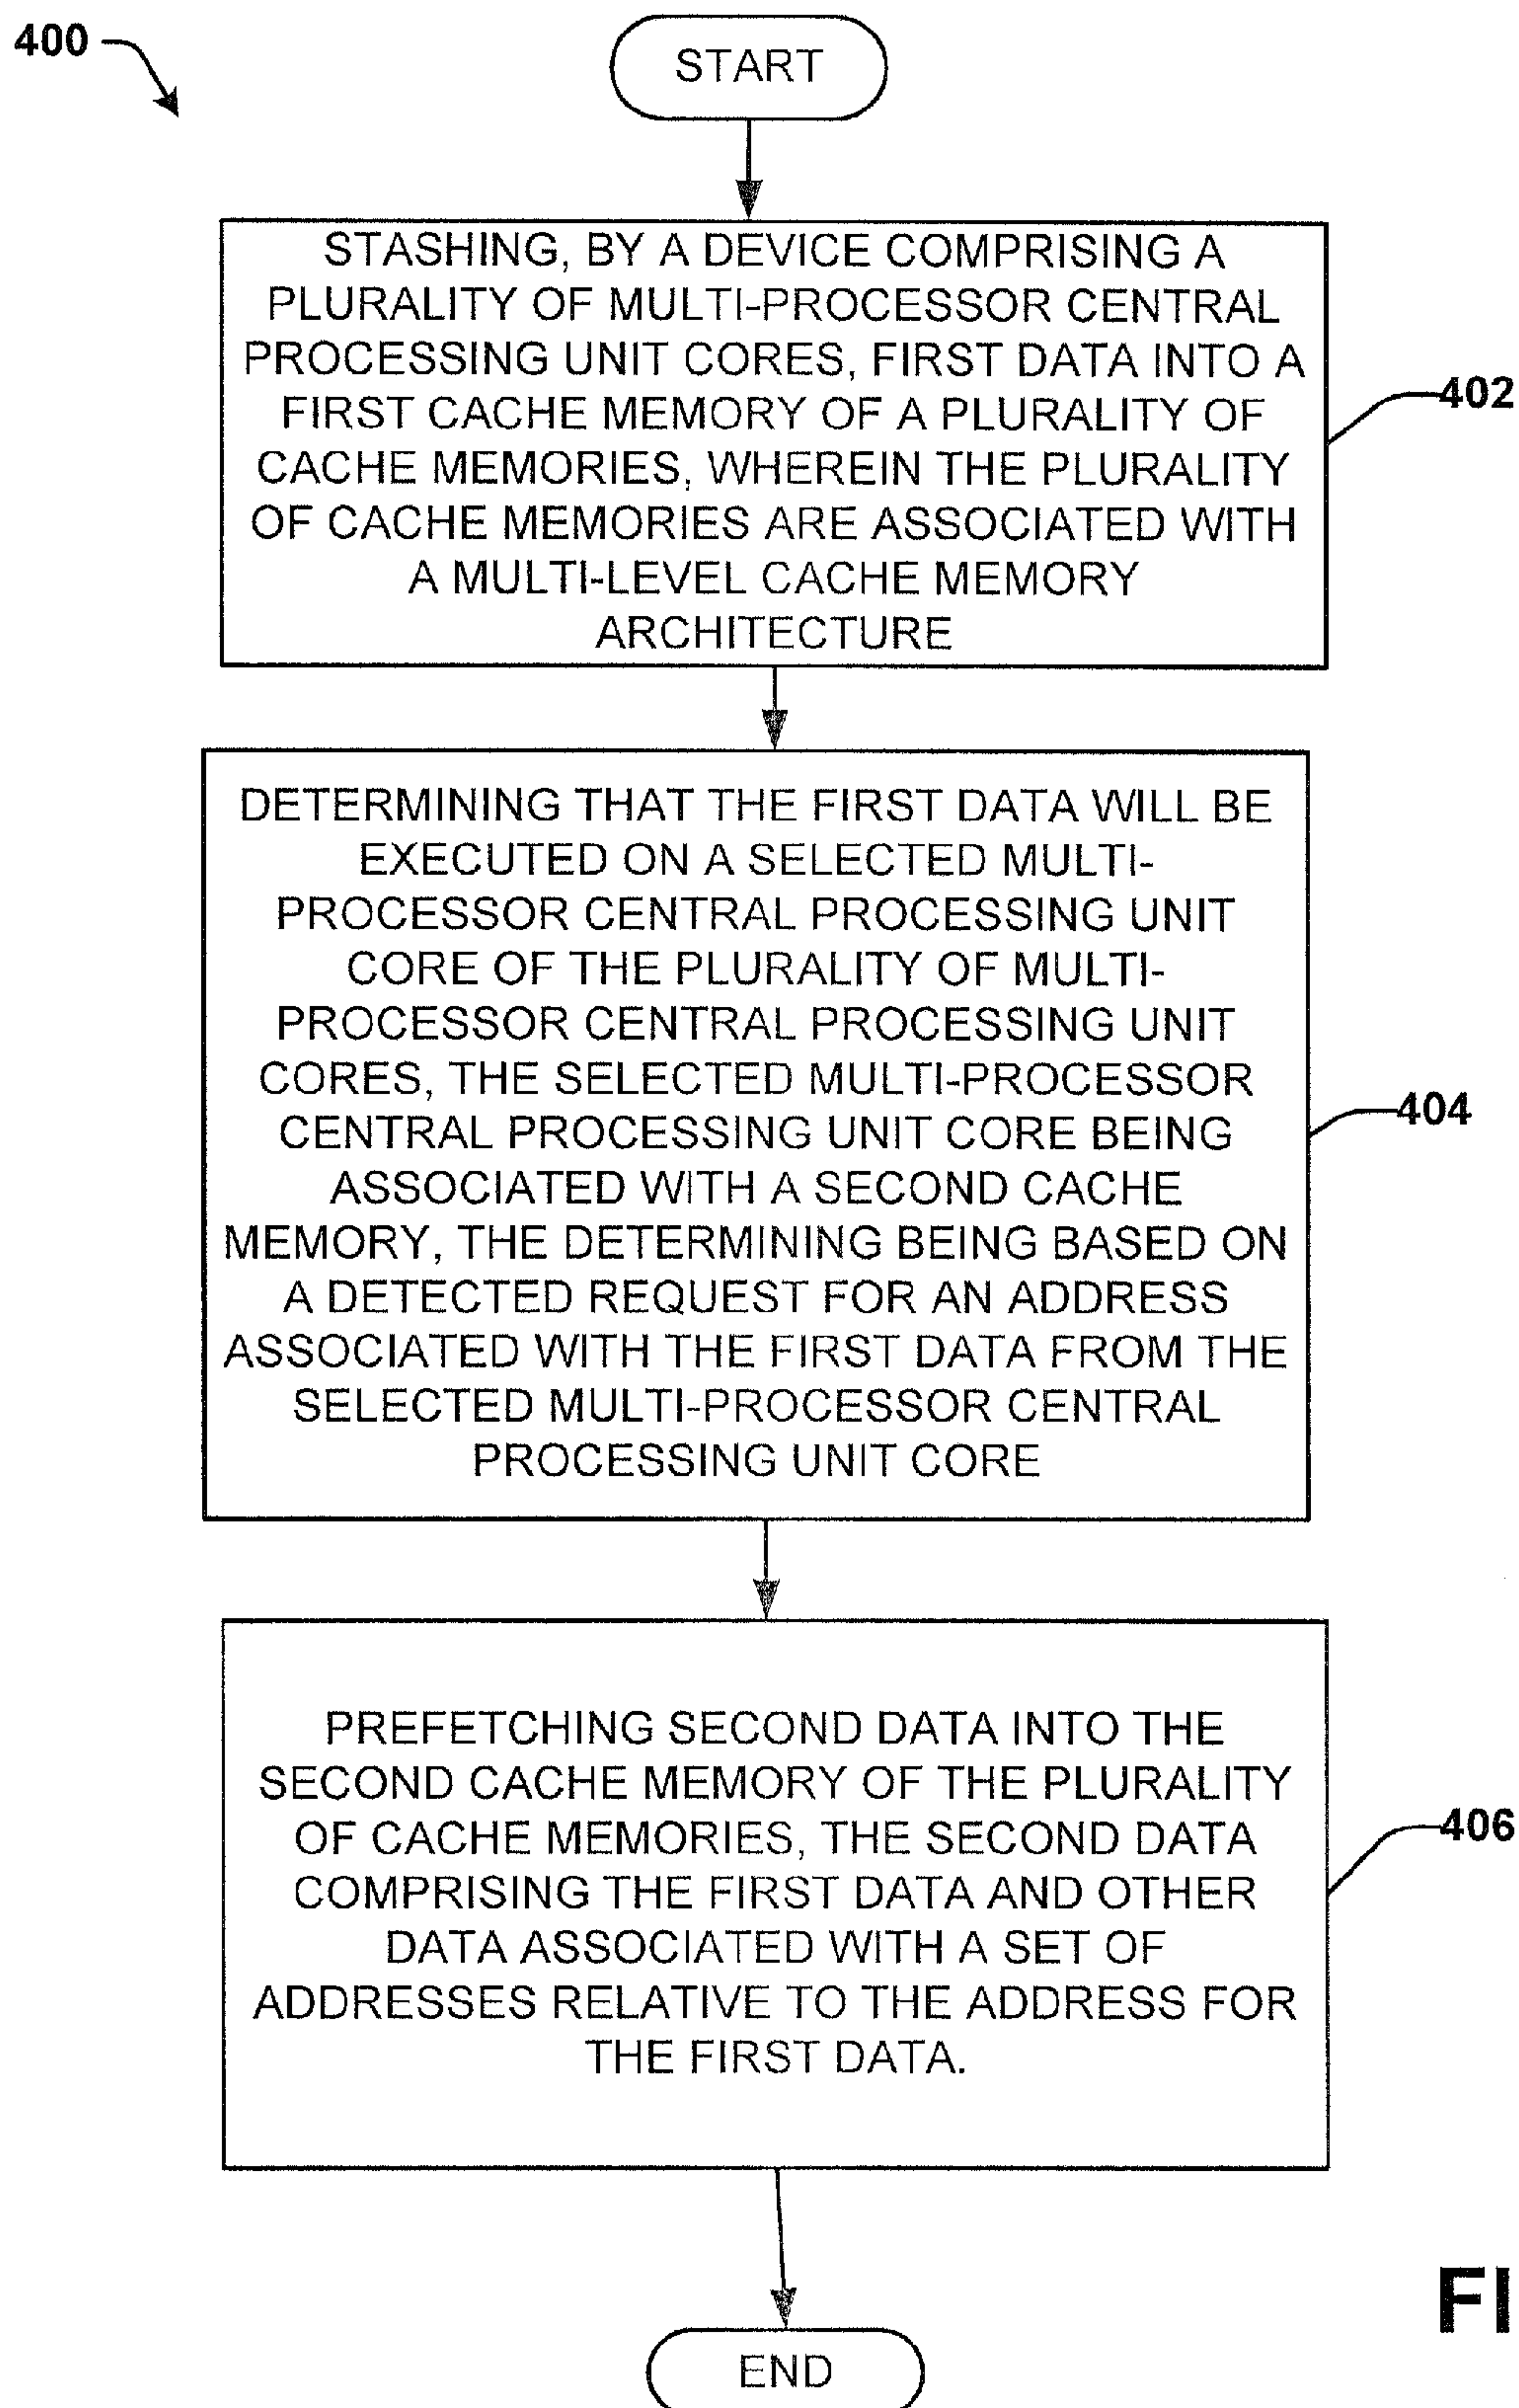 400
START
STASHING, BY A DEVICE COMPRISING A
PLURALITY OF MULTI-PROCESSOR CENTRAL
PROCESSING UNIT CORES, FIRST DATA INTO A
FIRST CACHE MEMORY OF A PLURALITY OF
CACHE MEMORIES, WHEREIN THE PLURALITY
OF CACHE MEMORIES ARE ASSOCIATED WITH
A MULTI-LEVEL CACHE MEMORY
ARCHITECTURE
402
DETERMINING THAT THE FIRST DATA WILL BE
EXECUTED ON A SELECTED MULTI-
PROCESSOR CENTRAL PROCESSING UNIT
CORE OF THE PLURALITY OF MULTI-
PROCESSOR CENTRAL PROCESSING UNIT
CORES, THE SELECTED MULTI-PROCESSOR
CENTRAL PROCESSING UNIT CORE BEING
ASSOCIATED WITH A SECOND CACHE
MEMORY, THE DETERMINING BEING BASED ON
A DETECTED REQUEST FOR AN ADDRESS
ASSOCIATED WITH THE FIRST DATA FROM THE
SELECTED MULTI-PROCESSOR CENTRAL
PROCESSING UNIT CORE
404
PREFETCHING SECOND DATA INTO THE
SECOND CACHE MEMORY OF THE PLURALITY
OF CACHE MEMORIES, THE SECOND DATA
COMPRISING THE FIRST DATA AND OTHER
DATA ASSOCIATED WITH A SET OF
ADDRESSES RELATIVE TO THE ADDRESS FOR
THE FIRST DATA.
406
FI
END